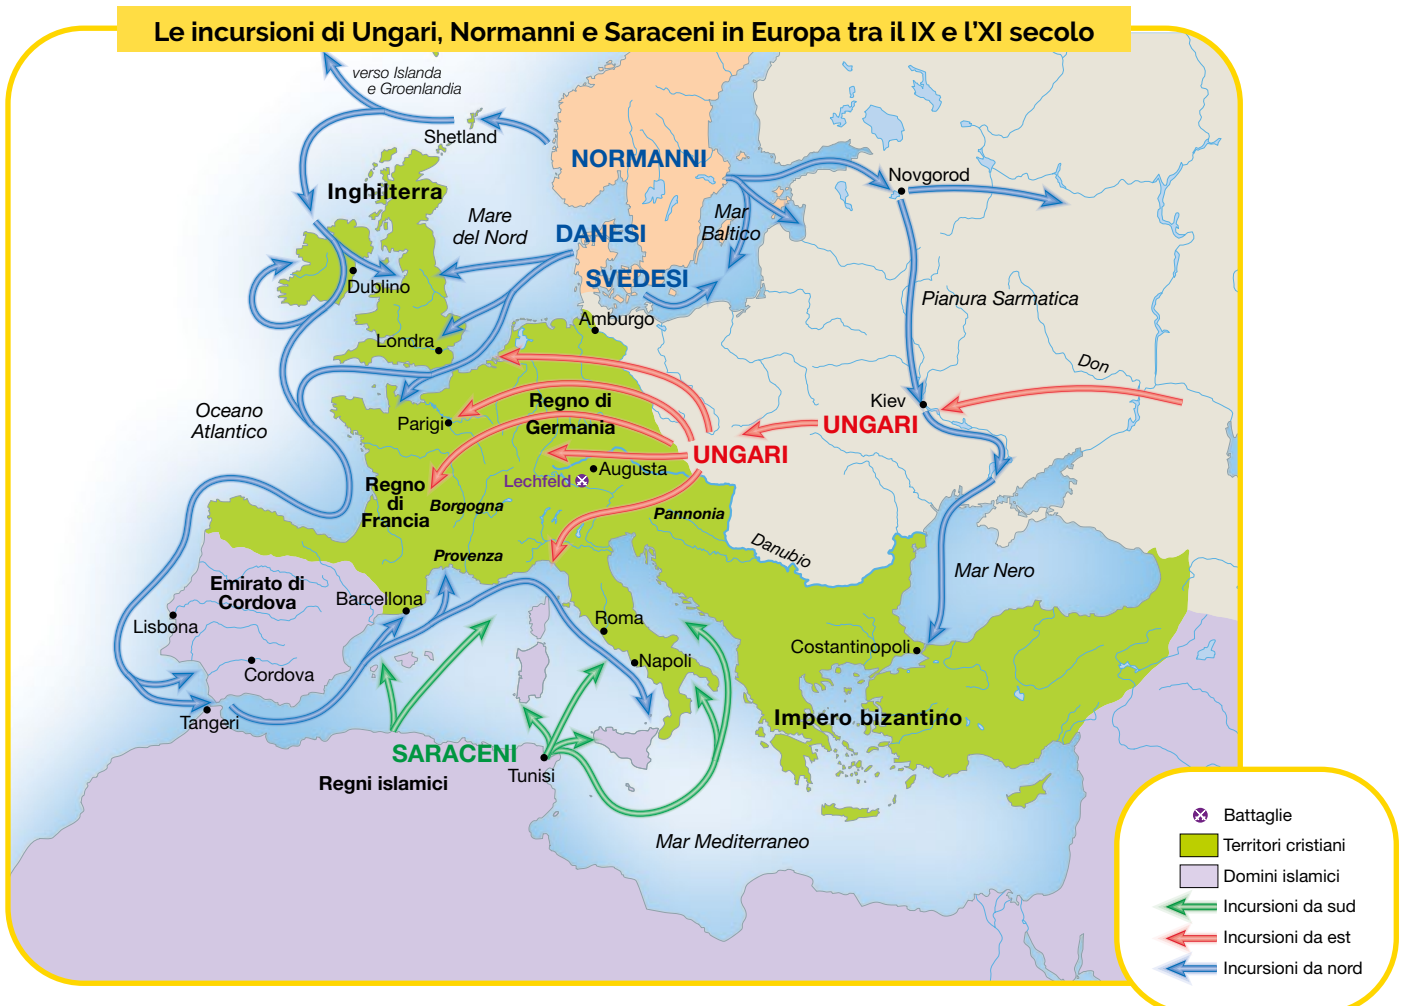 Le incursioni di Ungari, Normanni e Saraceni in Europa tra il IX e l'XI secolo
verso Islanda
e Groenlandia
Shetland
NORMANNI
Novgorod
Inghilterra
Mare
del Nord
Mar
Baltico
DANESI
SVEDESI
Dublino
Pianura Sarmatica
Amburgo
Londra
Don
Oceano
Atlantico
Parigi
Regno di
Germania
Kiev
UNGARI
UNGARI
Augusta
Lechfeld
Regno
di
Francia
Borgogna
Pannonia
Provenza
Danubio
Mar Nero
Emirato di
Cordova
Barcellona
Lisbona
Roma
Costantinopoli
Napoli
Cordova
Tangeri
Impero bizantino
SARACENI
Tunisi
Regni islamici
Mar Mediterraneo
Battaglie
Territori cristiani
Domini islamici
Incursioni da sud
Incursioni da est
Incursioni da nord